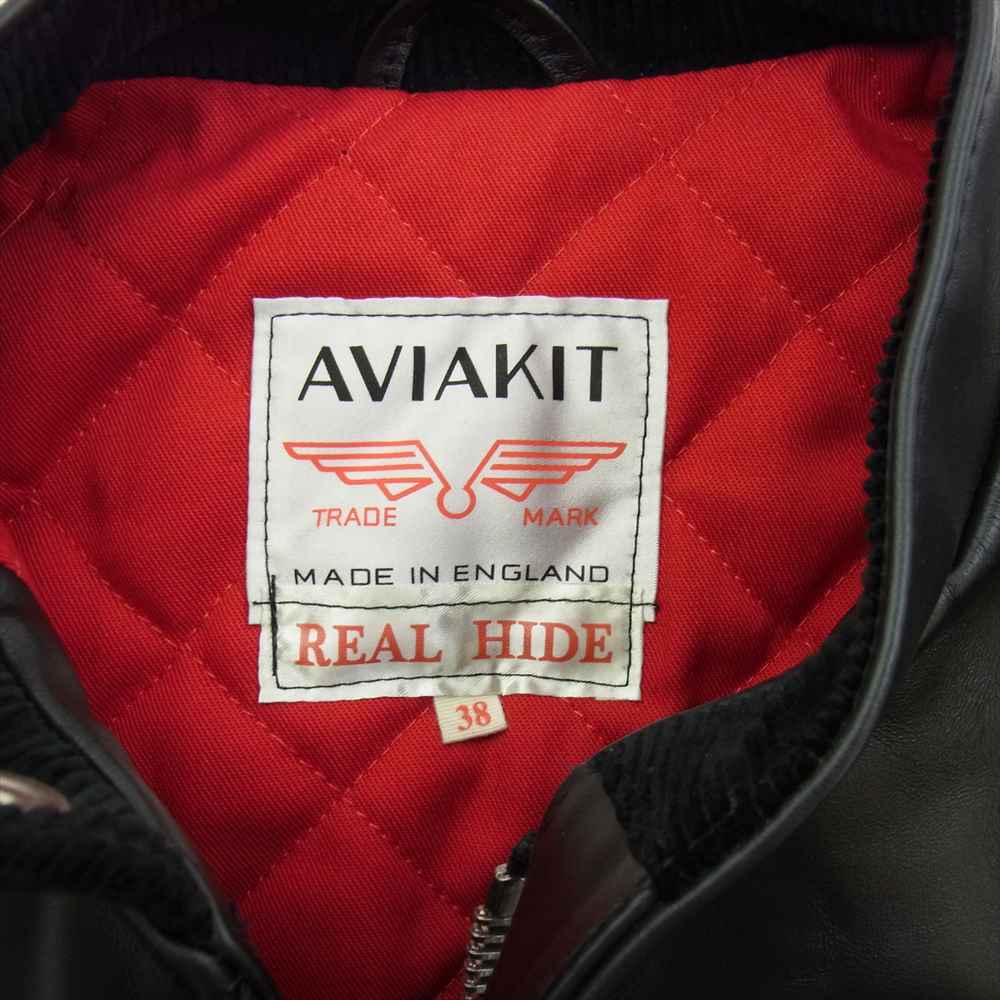 AVIAKIT
TRADE MARK
MADE IN ENGLAND
REAL HIDE
38